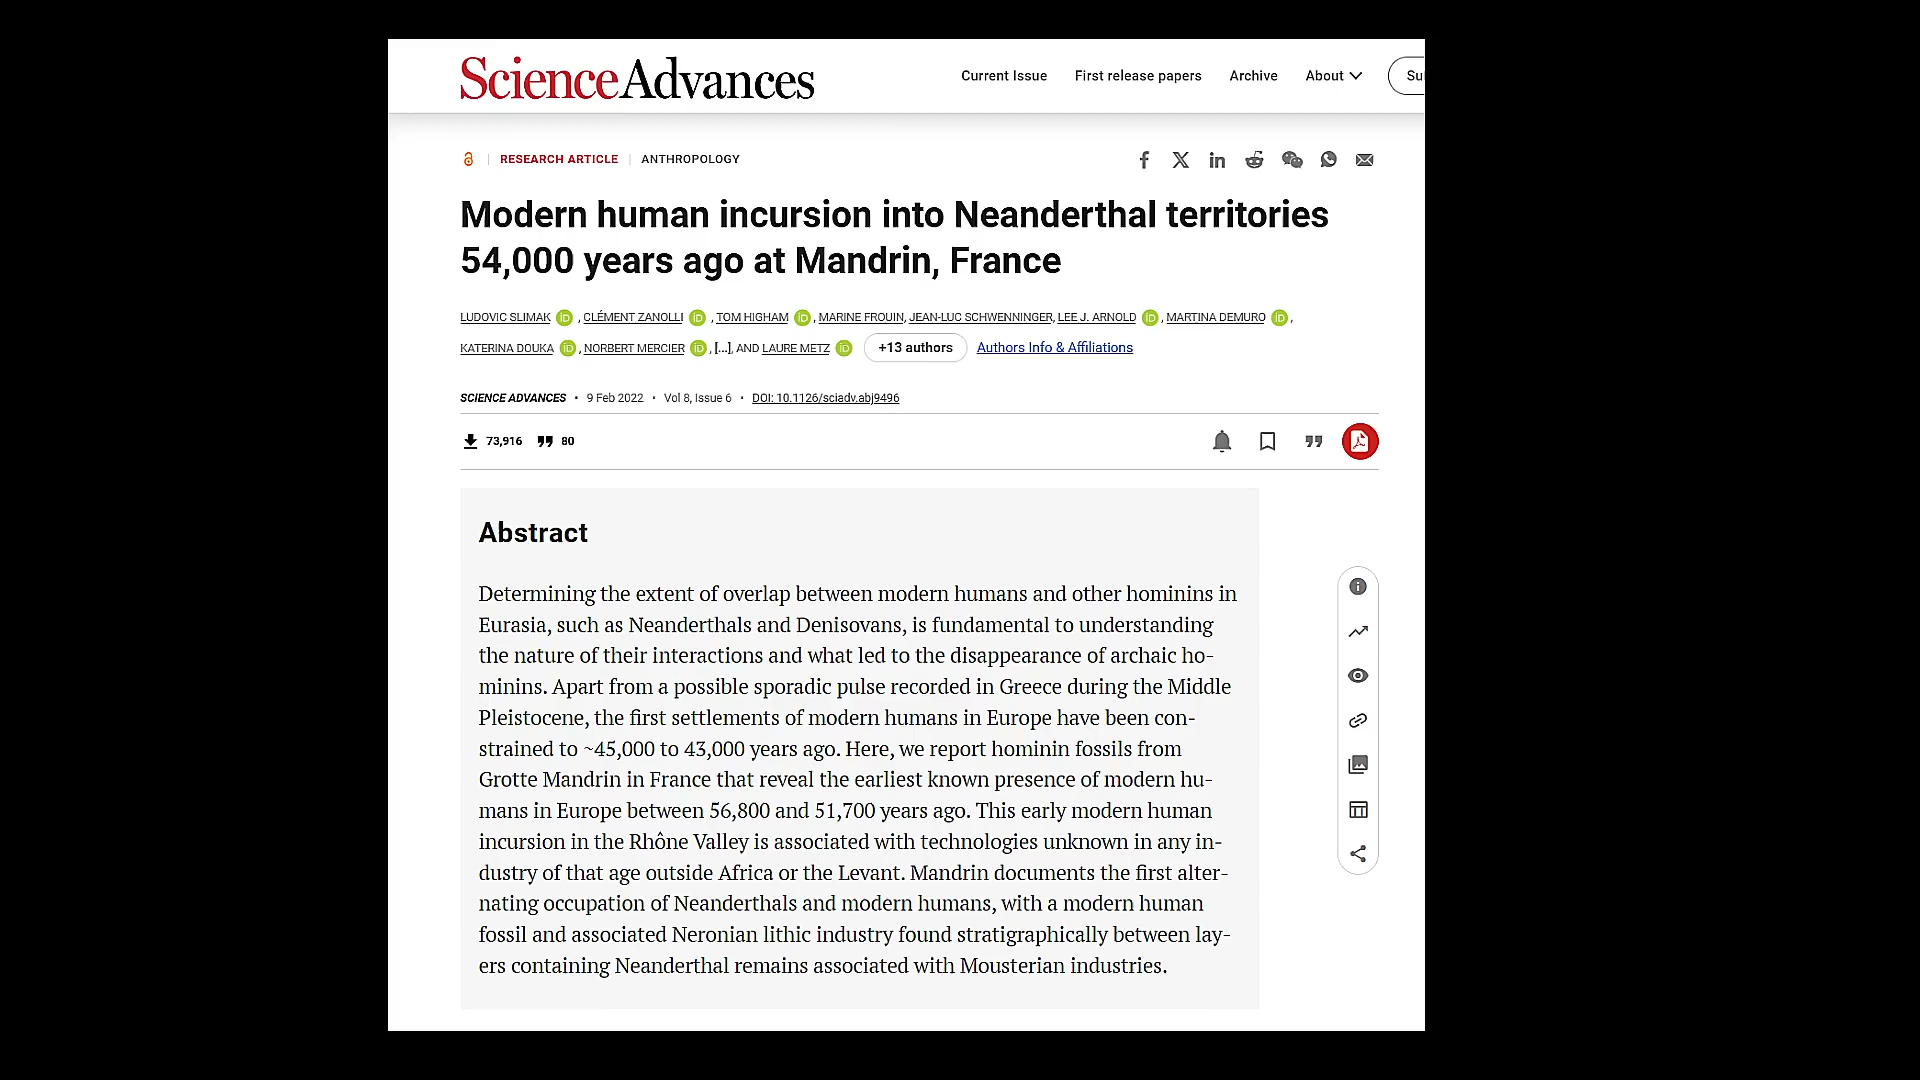 ScienceAdvances
Current Issue First release papers Archive About Su
RESEARCH ARTICLE | ANTHROPOLOGY
Modern human incursion into Neanderthal territories
54,000 years ago at Mandrin, France
LUDOVIC SLIMAK iD , CLÉMENT ZANOLLI iD , TOM HIGHAM iD , MARINE FROUIN, JEAN-LUC SCHWENNINGER, LEE J. ARNOLD iD , MARTINA DEMURO iD ,
KATERINA DOUKA iD , NORBERT MERCIER iD , [...], AND LAURE METZ iD +13 authors Authors Info & Affiliations
SCIENCE ADVANCES • 9 Feb 2022 • Vol 8, Issue 6 • DOI: 10.1126/sciadv.abj9496
73,916 80
Abstract
Determining the extent of overlap between modern humans and other hominins in
Eurasia, such as Neanderthals and Denisovans, is fundamental to understanding
the nature of their interactions and what led to the disappearance of archaic ho-
minins. Apart from a possible sporadic pulse recorded in Greece during the Middle
Pleistocene, the first settlements of modern humans in Europe have been con-
strained to ~45,000 to 43,000 years ago. Here, we report hominin fossils from
Grotte Mandrin in France that reveal the earliest known presence of modern hu-
mans in Europe between 56,800 and 51,700 years ago. This early modern human
incursion in the Rhône Valley is associated with technologies unknown in any in-
dustry of that age outside Africa or the Levant. Mandrin documents the first alter-
nating occupation of Neanderthals and modern humans, with a modern human
fossil and associated Neronian lithic industry found stratigraphically between lay-
ers containing Neanderthal remains associated with Mousterian industries.